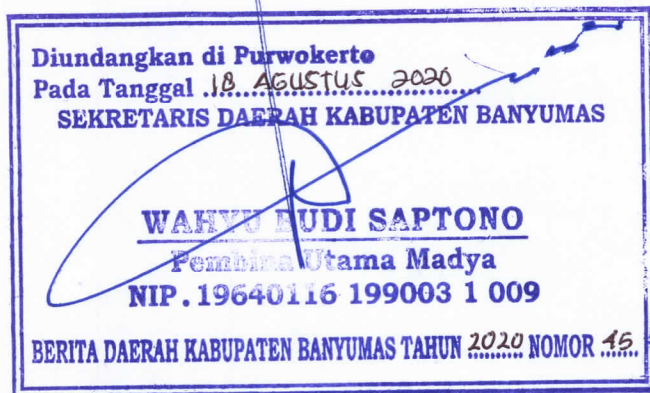 Diundangkan di Purwokerto
Pada Tanggal 18 AGUSTUS 2020
SEKRETARIS DAERAH KABUPATEN BANYUMAS
WAHYU BUDI SAPTONO
Pembina Utama Madya
NIP. 19640116 199003 1 009
BERITA DAERAH KABUPATEN BANYUMAS TAHUN 2020 NOMOR 45